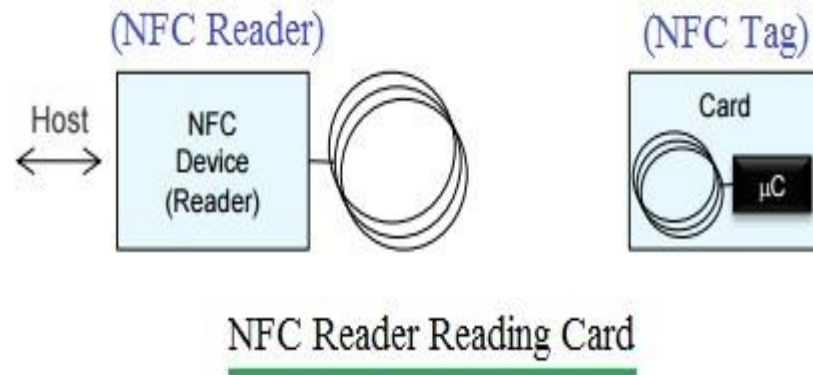 (NFC Reader)
(NFC Tag)
Host
NFC
Device
(Reader)
Card
μC
NFC Reader Reading Card